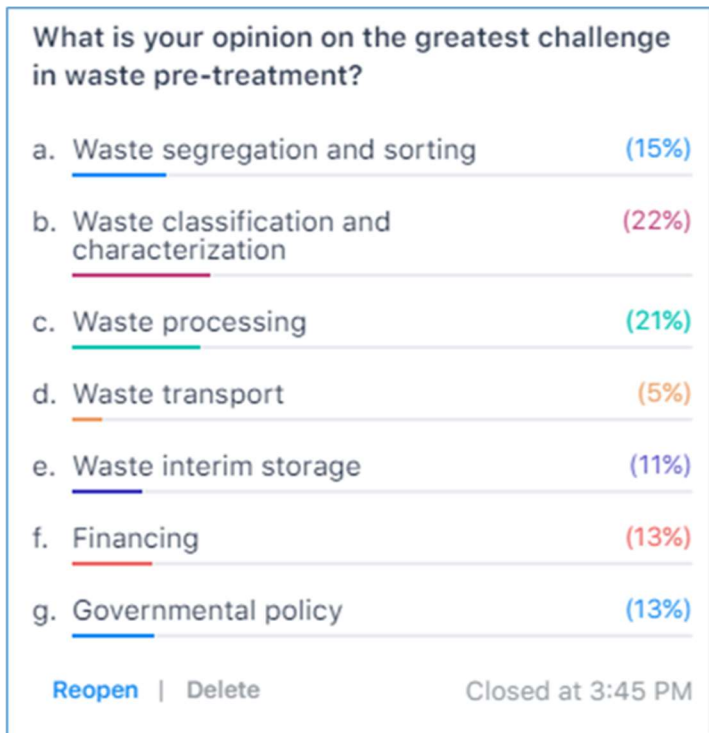 What is your opinion on the greatest challenge
in waste pre-treatment?
a. Waste segregation and sorting (15%)
b. Waste classification and (22%)
characterization
c. Waste processing (21%)
d. Waste transport (5%)
e. Waste interim storage (11%)
f. Financing (13%)
g. Governmental policy (13%)
Reopen | Delete Closed at 3:45 PM